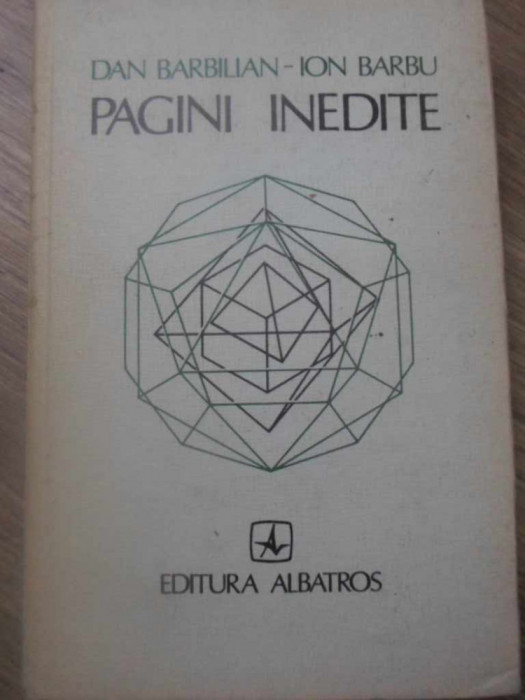 DAN BARBILIAN - ION BARBU
PAGINI INEDITE
EDITURA ALBATROS